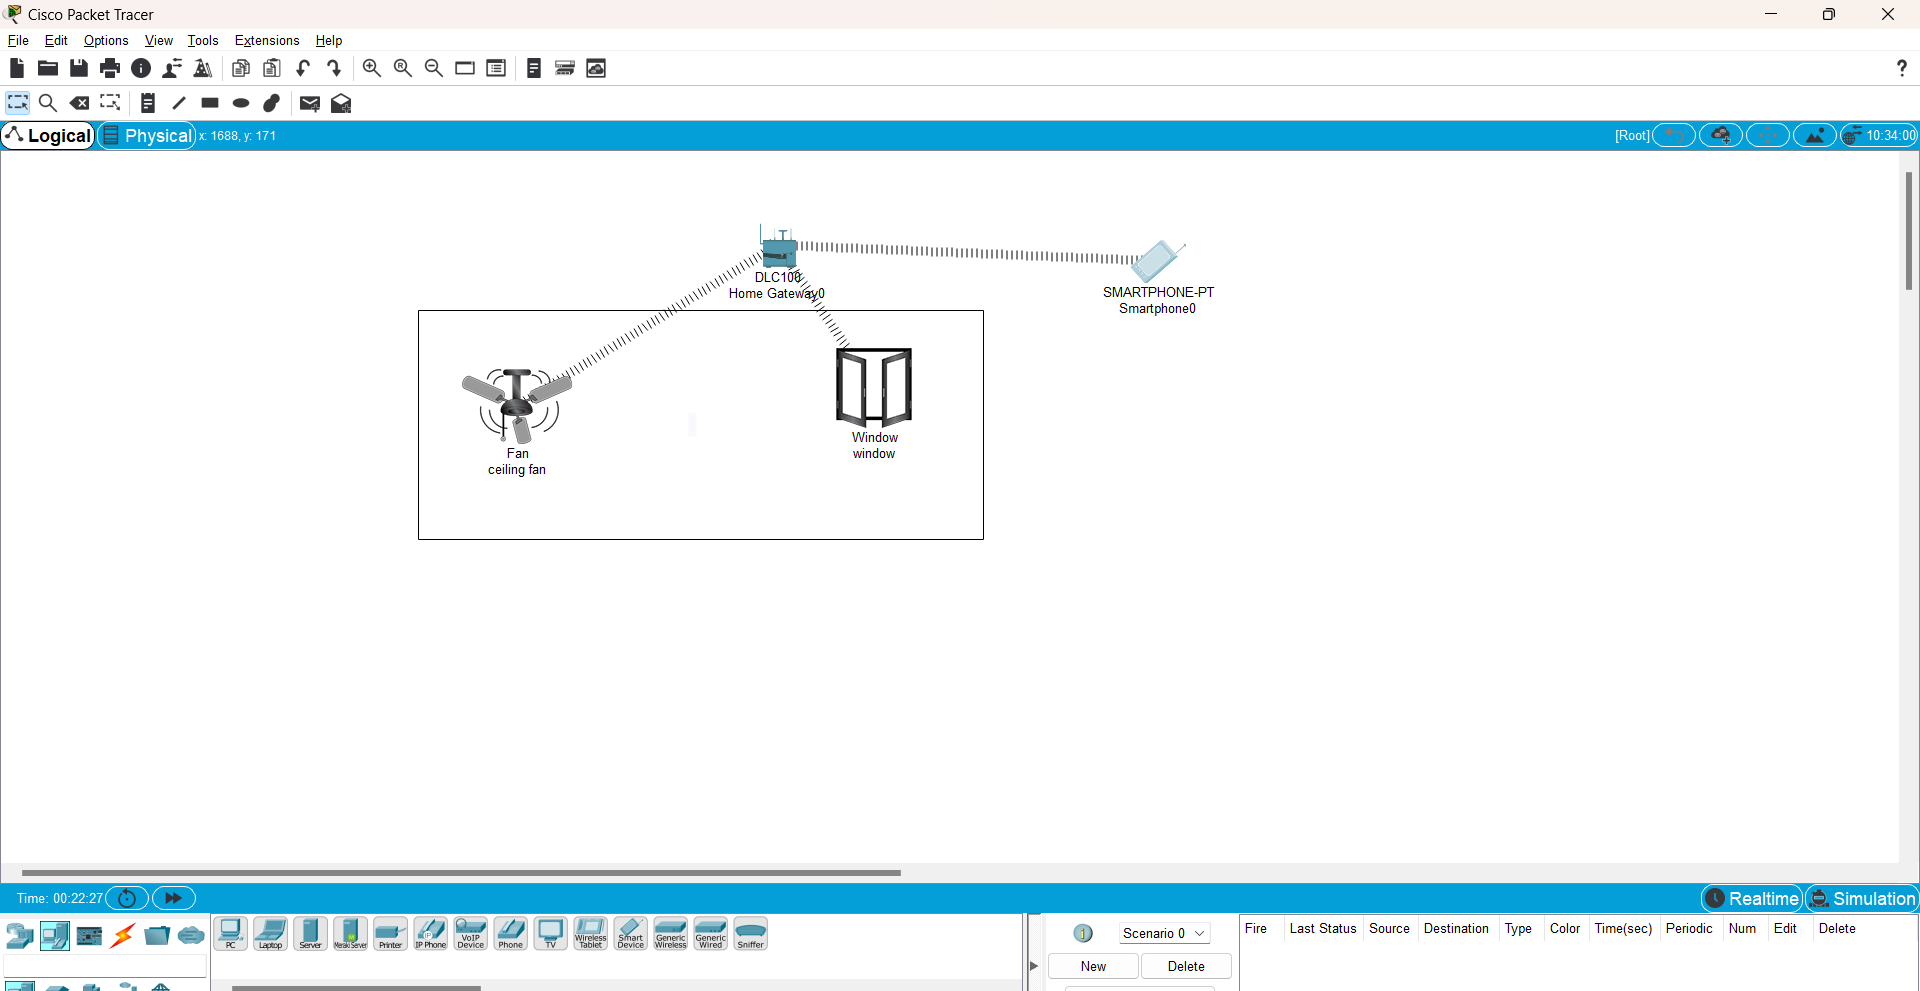 Cisco Packet Tracer
File Edit Options View Tools Extensions Help
?
Logical Physical x: 1688, y: 171 [Root] 10:34:00
DLC100
Home Gateway0
SMARTPHONE-PT
Smartphone0
Fan
ceiling fan
Window
window
Time: 00:22:27 Realtime Simulation
PC Laptop Server Meraki Server Printer IP Phone VoIP Device Phone TV Wireless Tablet Smart Device Generic Wireless Generic Wired Sniffer
Scenario 0
New Delete
Fire Last Status Source Destination Type Color Time(sec) Periodic Num Edit Delete